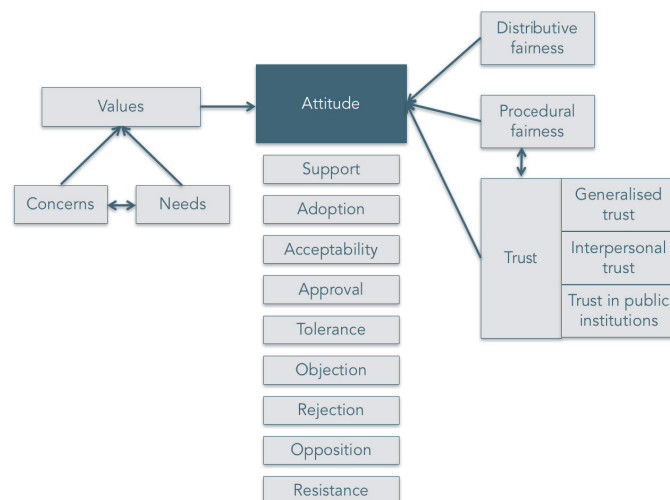 Values
Concerns
Needs
Attitude
Support
Adoption
Acceptability
Approval
Tolerance
Objection
Rejection
Opposition
Resistance
Distributive
fairness
Procedural
fairness
Trust
Generalised
trust
Interpersonal
trust
Trust in public
institutions